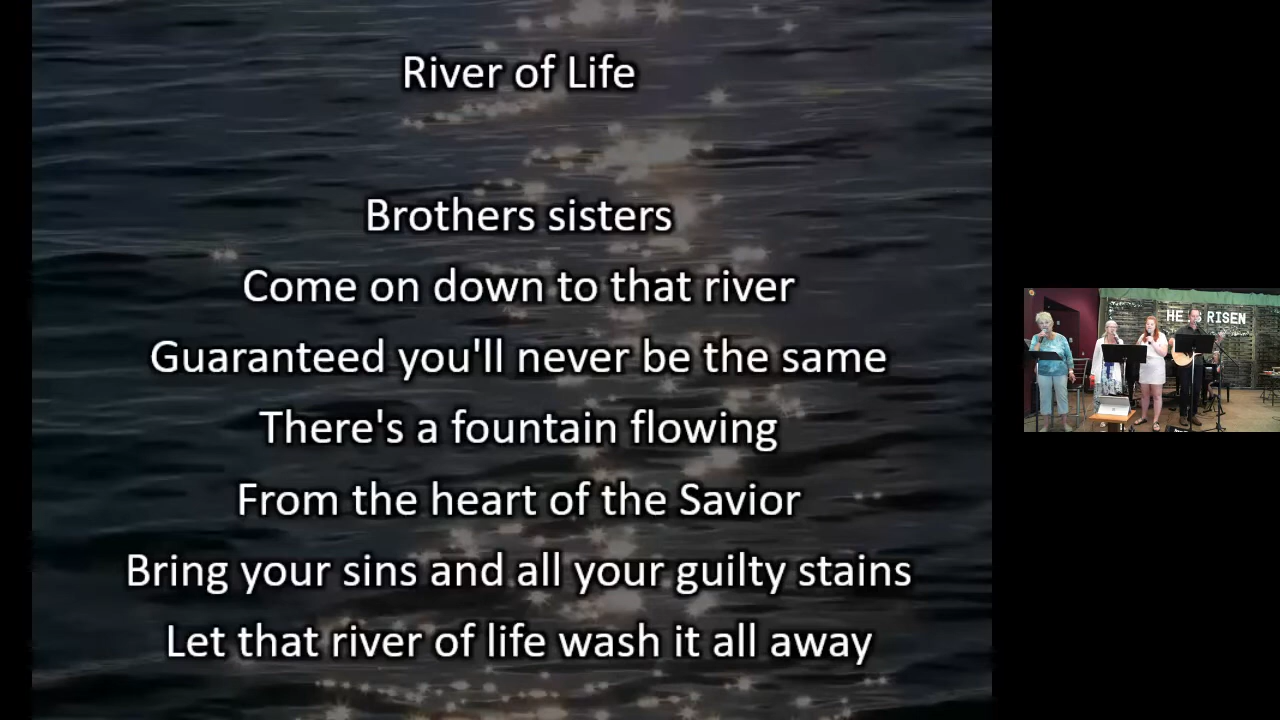 River of Life
Brothers sisters
Come on down to that river
Guaranteed you'll never be the same
There's a fountain flowing
From the heart of the Savior
Bring your sins and all your guilty stains
Let that river of life wash it all away
HE RISEN